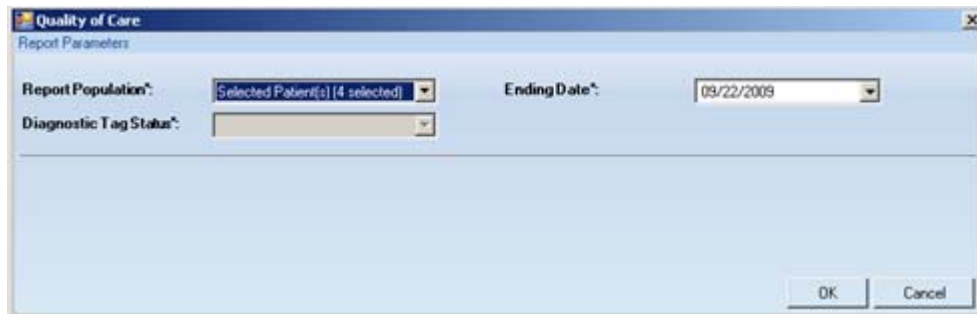 Quality of Care
Report Parameters
Report Population*: Selected Patient(s) (4 selected) Ending Date*: 09/22/2009
Diagnostic Tag Status*:
OK Cancel